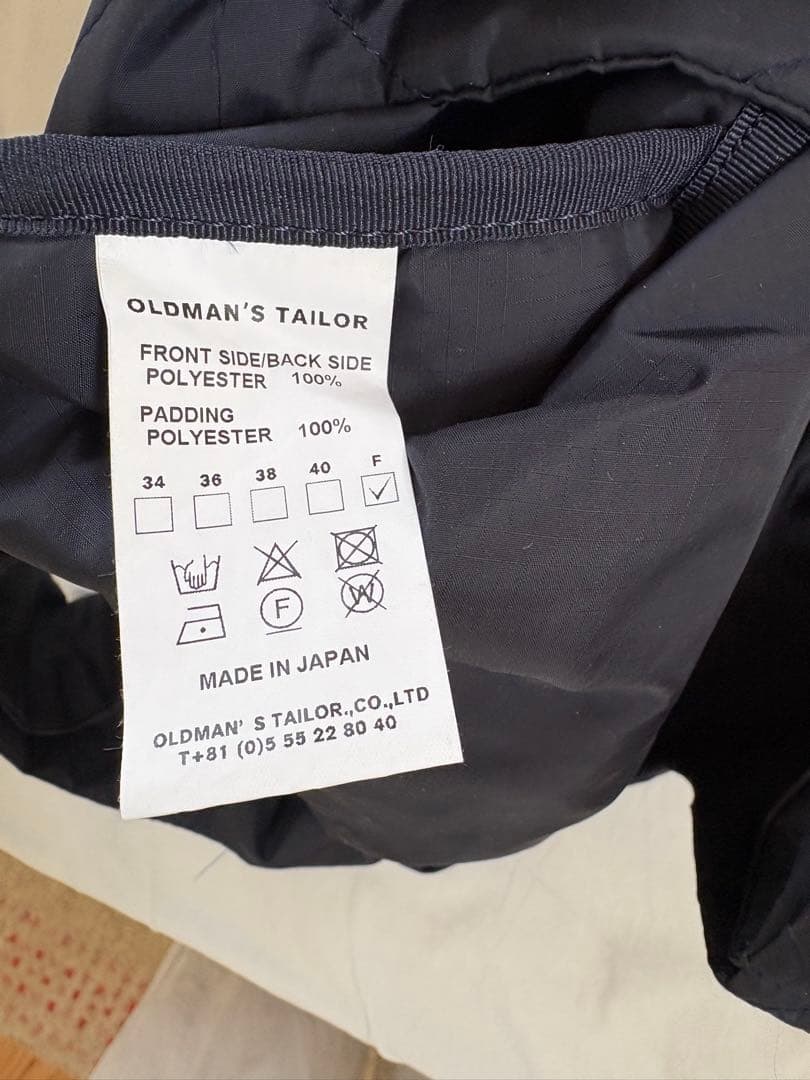 OLDMAN'S TAILOR
FRONT SIDE/BACK SIDE
POLYESTER 100%
PADDING
POLYESTER 100%
34 36 38 40 F
F W
MADE IN JAPAN
OLDMAN' S TAILOR.,CO.,LTD
T+81 (0)5 55 22 80 40